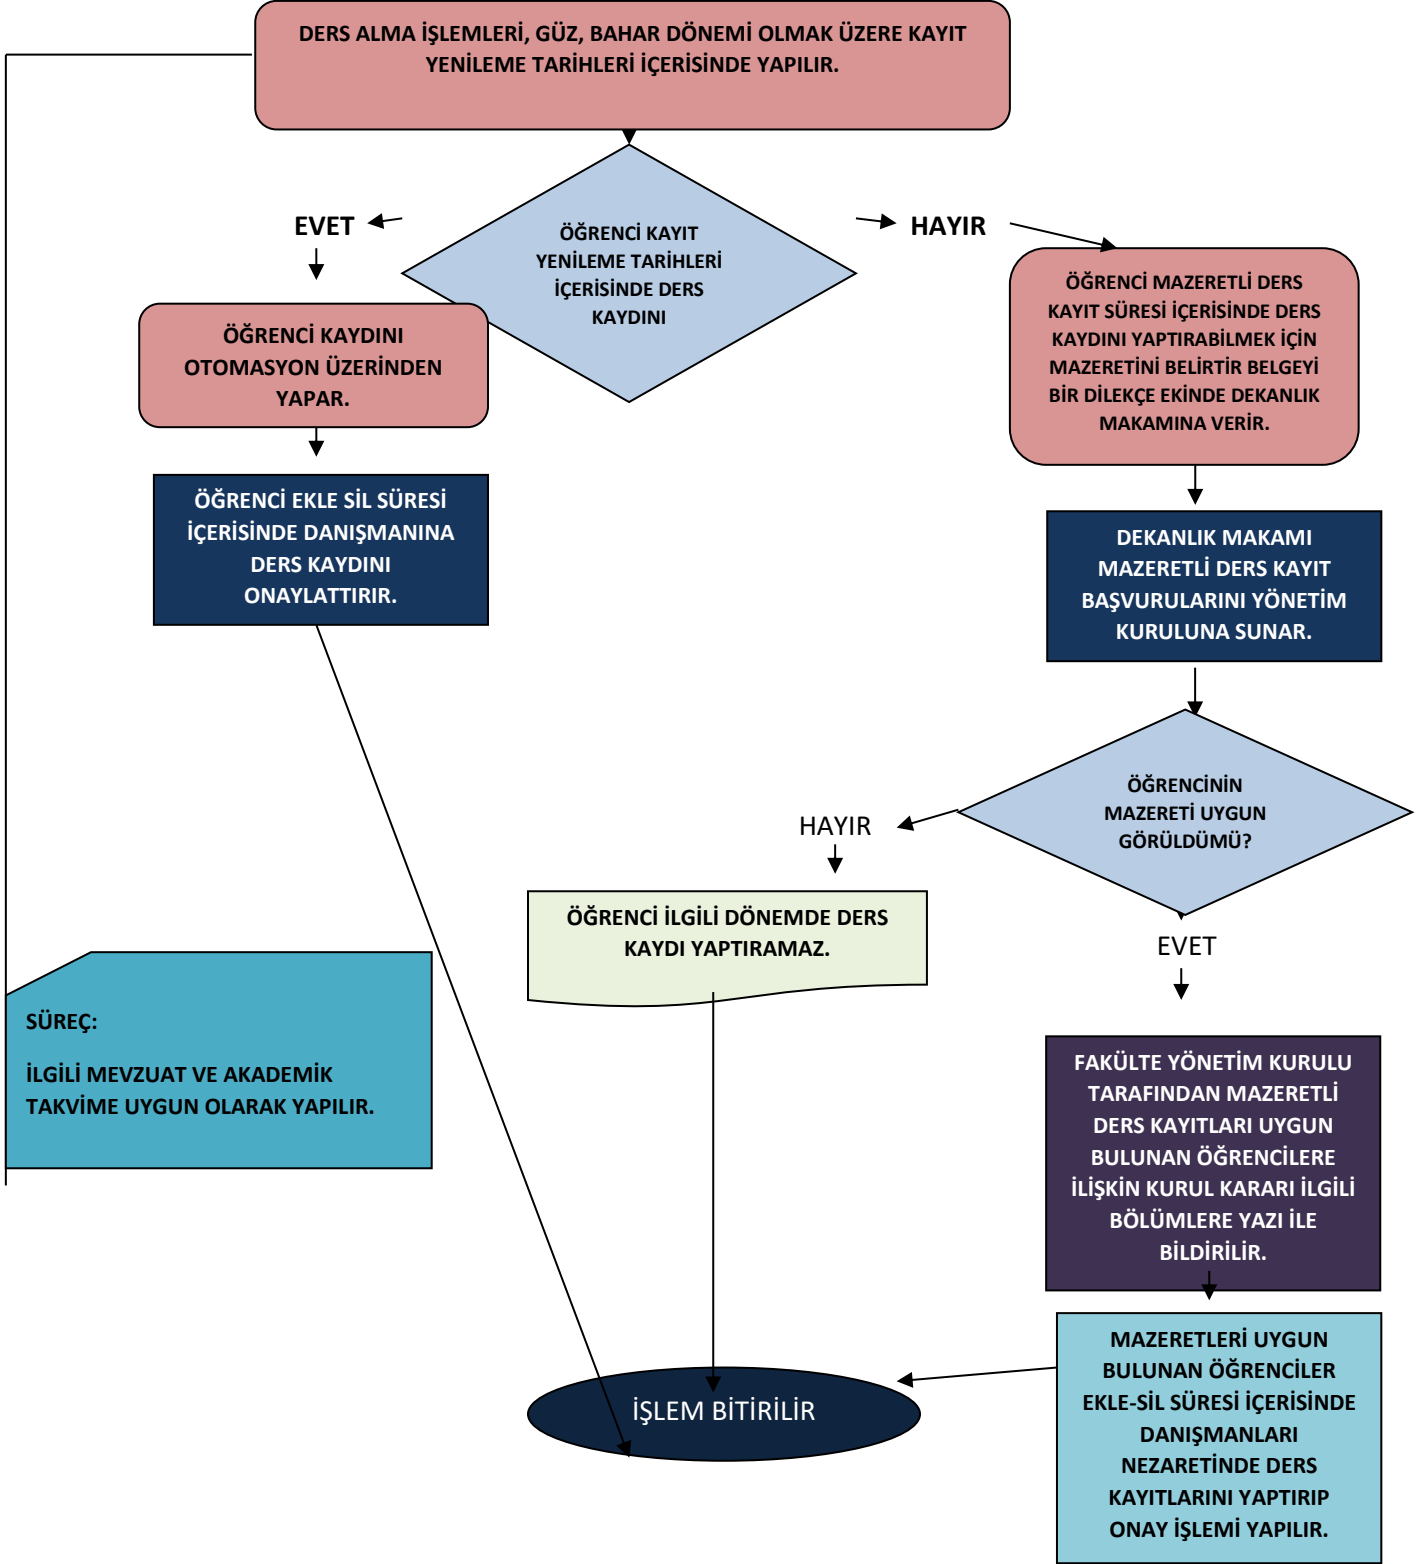 DERS ALMA İŞLEMLERİ, GÜZ, BAHAR DÖNEMİ OLMAK ÜZERE KAYIT
YENİLEME TARİHLERİ İÇERİSİNDE YAPILIR.
EVET
ÖĞRENCİ KAYIT
YENİLEME TARİHLERİ
İÇERİSİNDE DERS
KAYDINI
HAYIR
ÖĞRENCİ KAYDINI
OTOMASYON ÜZERİNDEN
YAPAR.
ÖĞRENCİ MAZERETLİ DERS
KAYIT SÜRESİ İÇERİSİNDE DERS
KAYDINI YAPTIRABİLMEK İÇİN
MAZERETİNİ BELİRTİR BELGEYİ
BİR DİLEKÇE EKİNDE DEKANLIK
MAKAMINA VERİR.
ÖĞRENCİ EKLE SİL SÜRESİ
İÇERİSİNDE DANIŞMANINA
DERS KAYDINI
ONAYLATTIRIR.
DEKANLIK MAKAMI
MAZERETLİ DERS KAYIT
BAŞVURULARINI YÖNETİM
KURULUNA SUNAR.
ÖĞRENCİNİN
MAZERETİ UYGUN
GÖRÜLDÜMÜ?
HAYIR
ÖĞRENCİ İLGİLİ DÖNEMDE DERS
KAYDI YAPTIRAMAZ.
EVET
SÜREÇ:
İLGİLİ MEVZUAT VE AKADEMİK
TAKVİME UYGUN OLARAK YAPILIR.
FAKÜLTE YÖNETİM KURULU
TARAFINDAN MAZERETLİ
DERS KAYITLARI UYGUN
BULUNAN ÖĞRENCİLERE
İLİŞKİN KURUL KARARI İLGİLİ
BÖLÜMLERE YAZI İLE
BİLDİRİLİR.
MAZERETLERİ UYGUN
BULUNAN ÖĞRENCİLER
EKLE-SİL SÜRESİ İÇERİSİNDE
DANIŞMANLARI
NEZARETİNDE DERS
KAYITLARINI YAPTIRIP
ONAY İŞLEMİ YAPILIR.
İŞLEM BİTİRİLİR